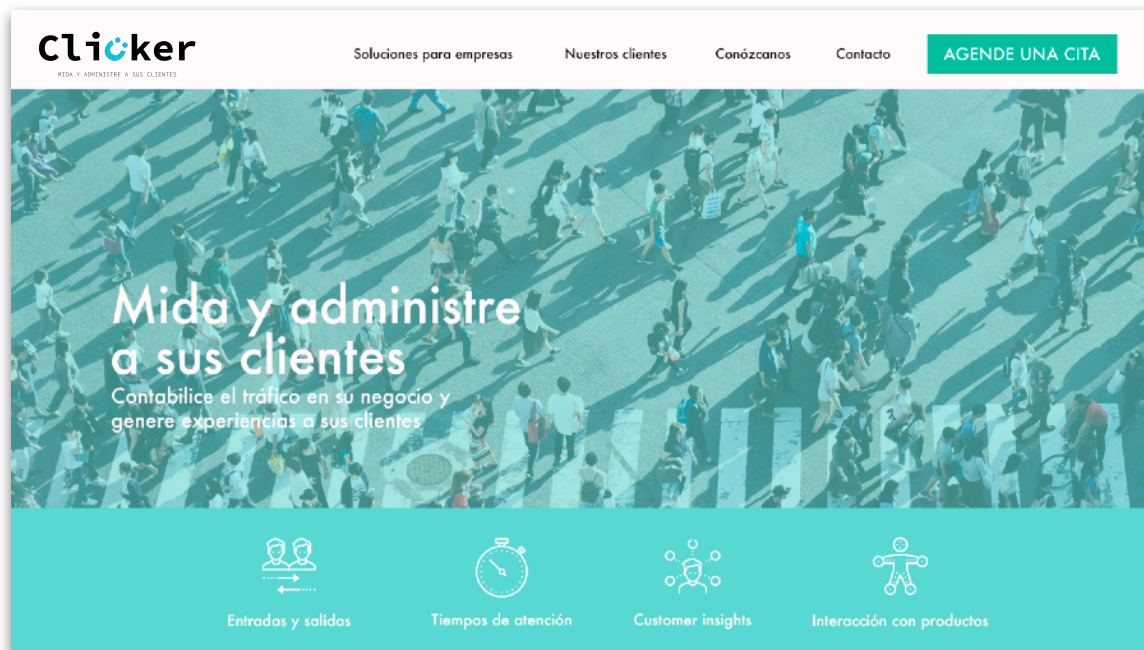 Clicker
MIDA Y ADMINISTRE A SUS CLIENTES
Soluciones para empresas
Nuestros clientes
Conózcanos
Contacto
AGENDE UNA CITA
Mida y administre
a sus clientes
Contabilice el tráfico en su negocio y
genere experiencias a sus clientes
Entradas y salidas
Tiempos de atención
Customer insights
Interacción con productos